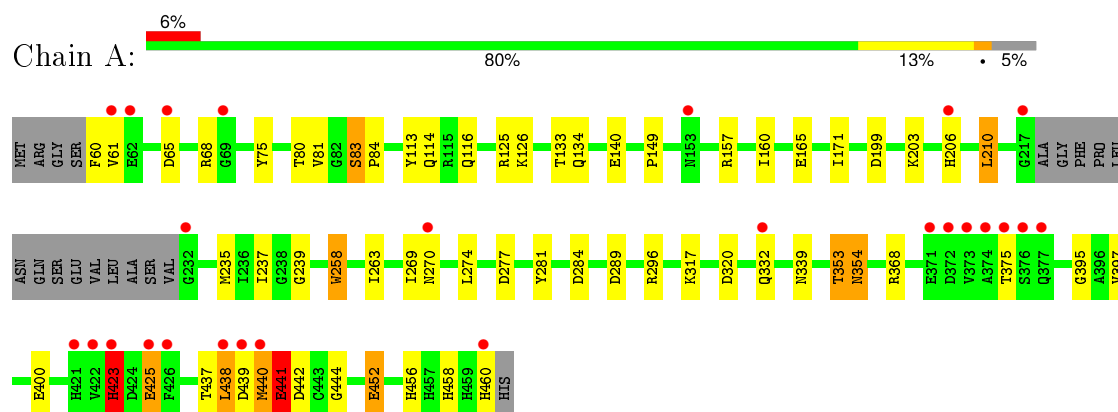 6%
Chain A:
80% 13% • 5%
MET ARG GLY SER F60 V61 E62 D65 R68 G69 Y75 T80 V81 G82 S83 P84 Y113 Q114 R115 Q116 R125 K126 T133 Q134 E140 P149 N153 R157 I160 E165 I171 D199 K203 H206 L210 G217 ALA GLY PHE PRO LEU
ASN GLN SER GLU VAL LEU ALA SER VAL G232 M235 I236 I237 G238 G239 W258 I263 I269 N270 L274 D277 Y281 D284 D289 R296 K317 D320 Q332 N339 T353 N354 R368 E371 D372 V373 A374 T375 S376 Q377 G395 A396 V397
E400 H421 V422 H423 D424 E425 F426 T437 L438 D439 M440 E441 D442 C443 G444 E452 H456 H457 H458 H459 H460 HIS